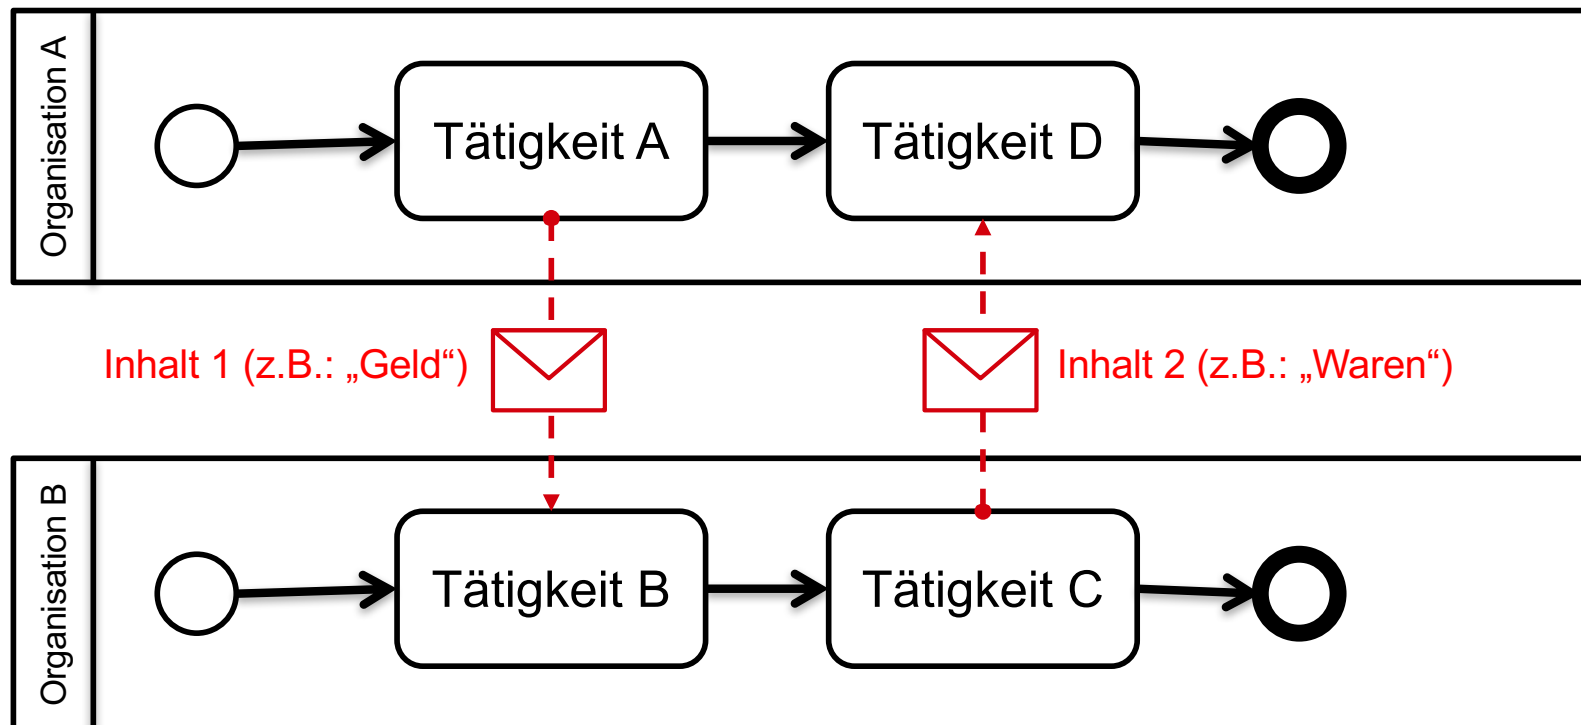 Organisation A
Tätigkeit A
Tätigkeit D
Inhalt 1 (z.B.: „Geld“)
Inhalt 2 (z.B.: „Waren“)
Organisation B
Tätigkeit B
Tätigkeit C